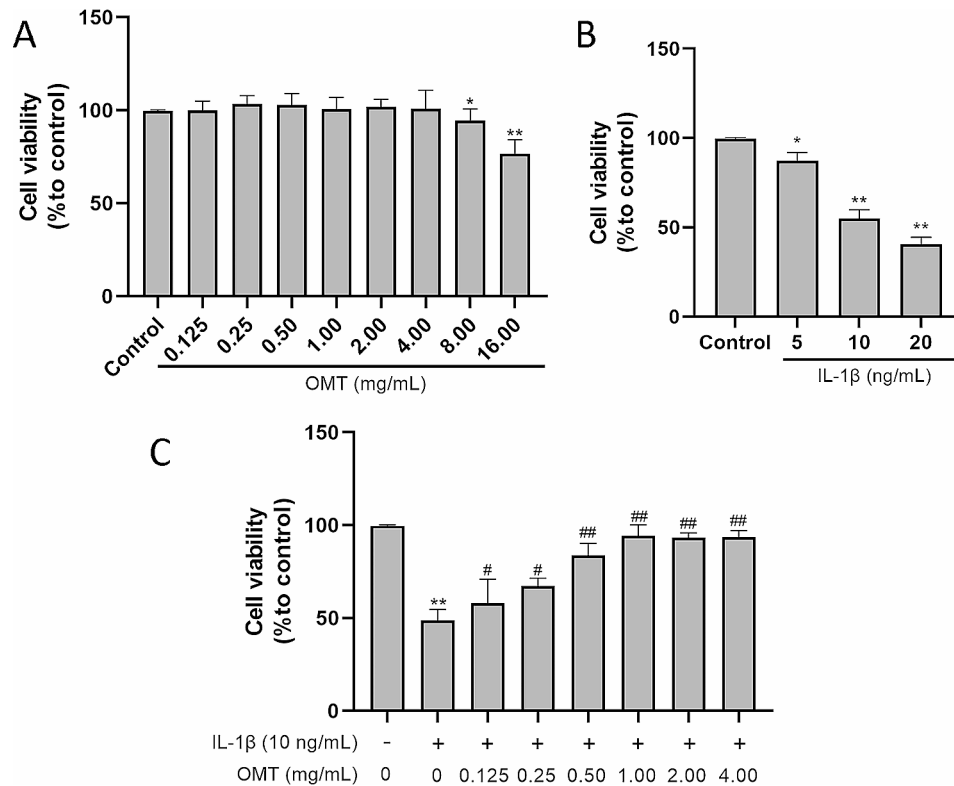 A
Cell viability
(%to control)
150
100
50
0
*
**
Control
0.125
0.25
0.50
1.00
2.00
4.00
8.00
16.00
OMT (mg/mL)
B
Cell viability
(%to control)
150
100
50
0
*
**
**
Control 5 10 20
IL-1β (ng/mL)
C
Cell viability
(%to control)
150
100
50
0
**
#
#
##
##
##
##
IL-1β (10 ng/mL) - + + + + + + +
OMT (mg/mL) 0 0 0.125 0.25 0.50 1.00 2.00 4.00